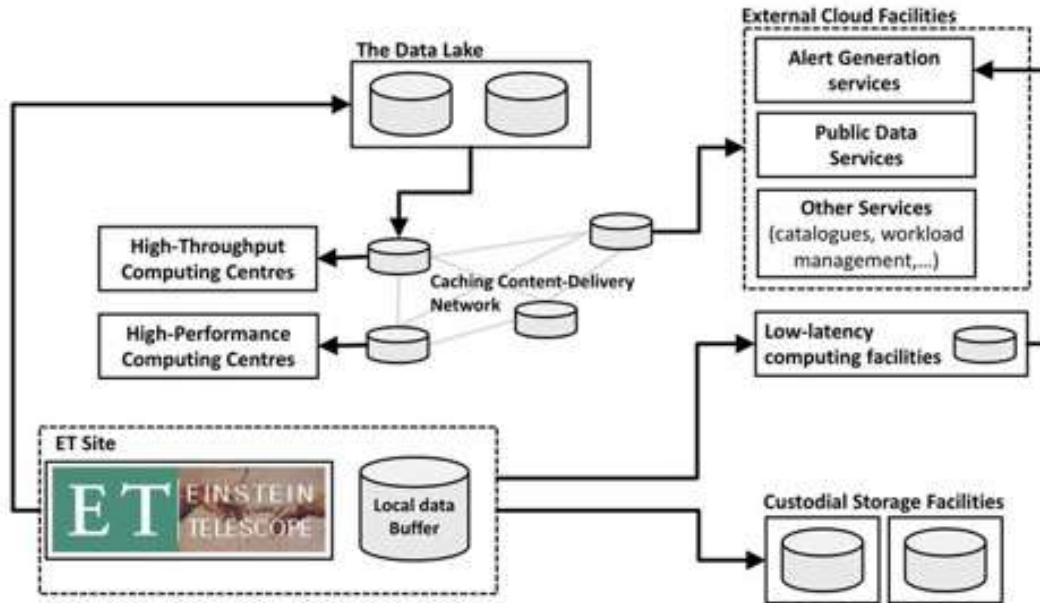 External Cloud Facilities
The Data Lake
Alert Generation
services
Public Data
Services
Other Services
(catalogues, workload
management,...)
High-Throughput
Computing Centres
Caching Content-Delivery
Network
High-Performance
Computing Centres
Low-latency
computing facilities
ET Site
ET
EINSTEIN
TELESCOPE
Local data
Buffer
Custodial Storage Facilities